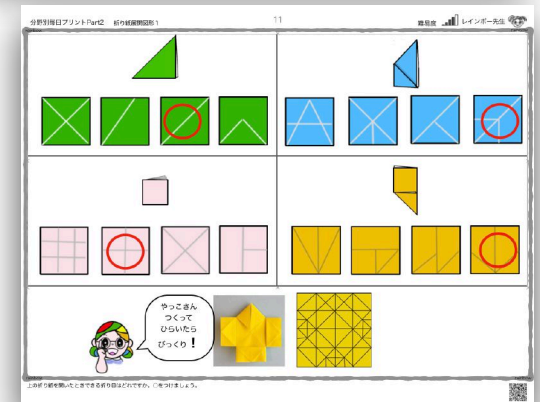 分野別毎日プリントPart2 折り紙展開図形1
11
難易度
レインボー先生
やっこさん
つくって
ひらいたら
びっくり!
上の折り紙を開いたときできる折り目はどれですか。○をつけましょう。